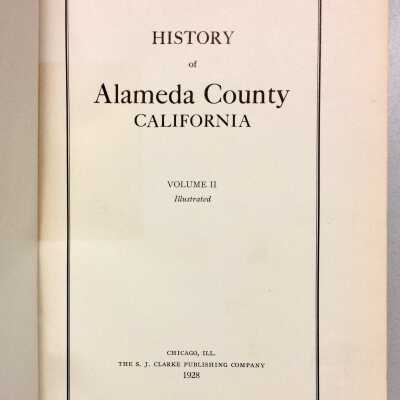 HISTORY
of
Alameda County
CALIFORNIA
VOLUME II
Illustrated
CHICAGO, ILL.
THE S. J. CLARKE PUBLISHING COMPANY
1928